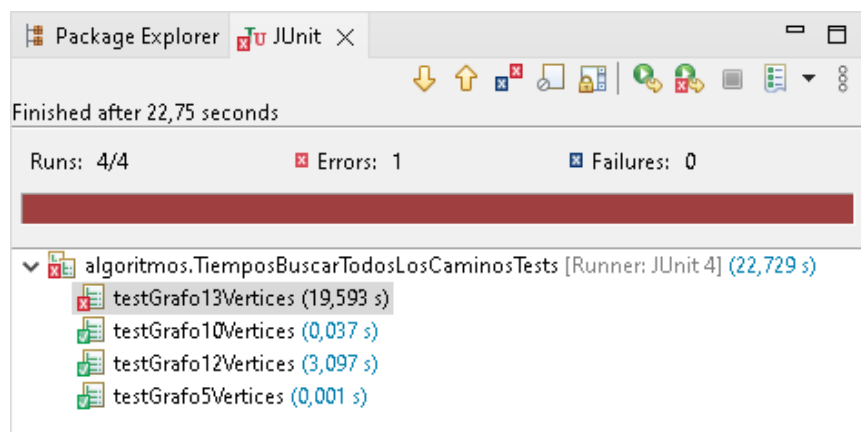 Package Explorer JUnit
Finished after 22,75 seconds
Runs: 4/4 Errors: 1 Failures: 0
algoritmos.TiemposBuscarTodosLosCaminosTests [Runner: JUnit 4] (22,729 s)
testGrafo13Vertices (19,593 s)
testGrafo10Vertices (0,037 s)
testGrafo12Vertices (3,097 s)
testGrafo5Vertices (0,001 s)